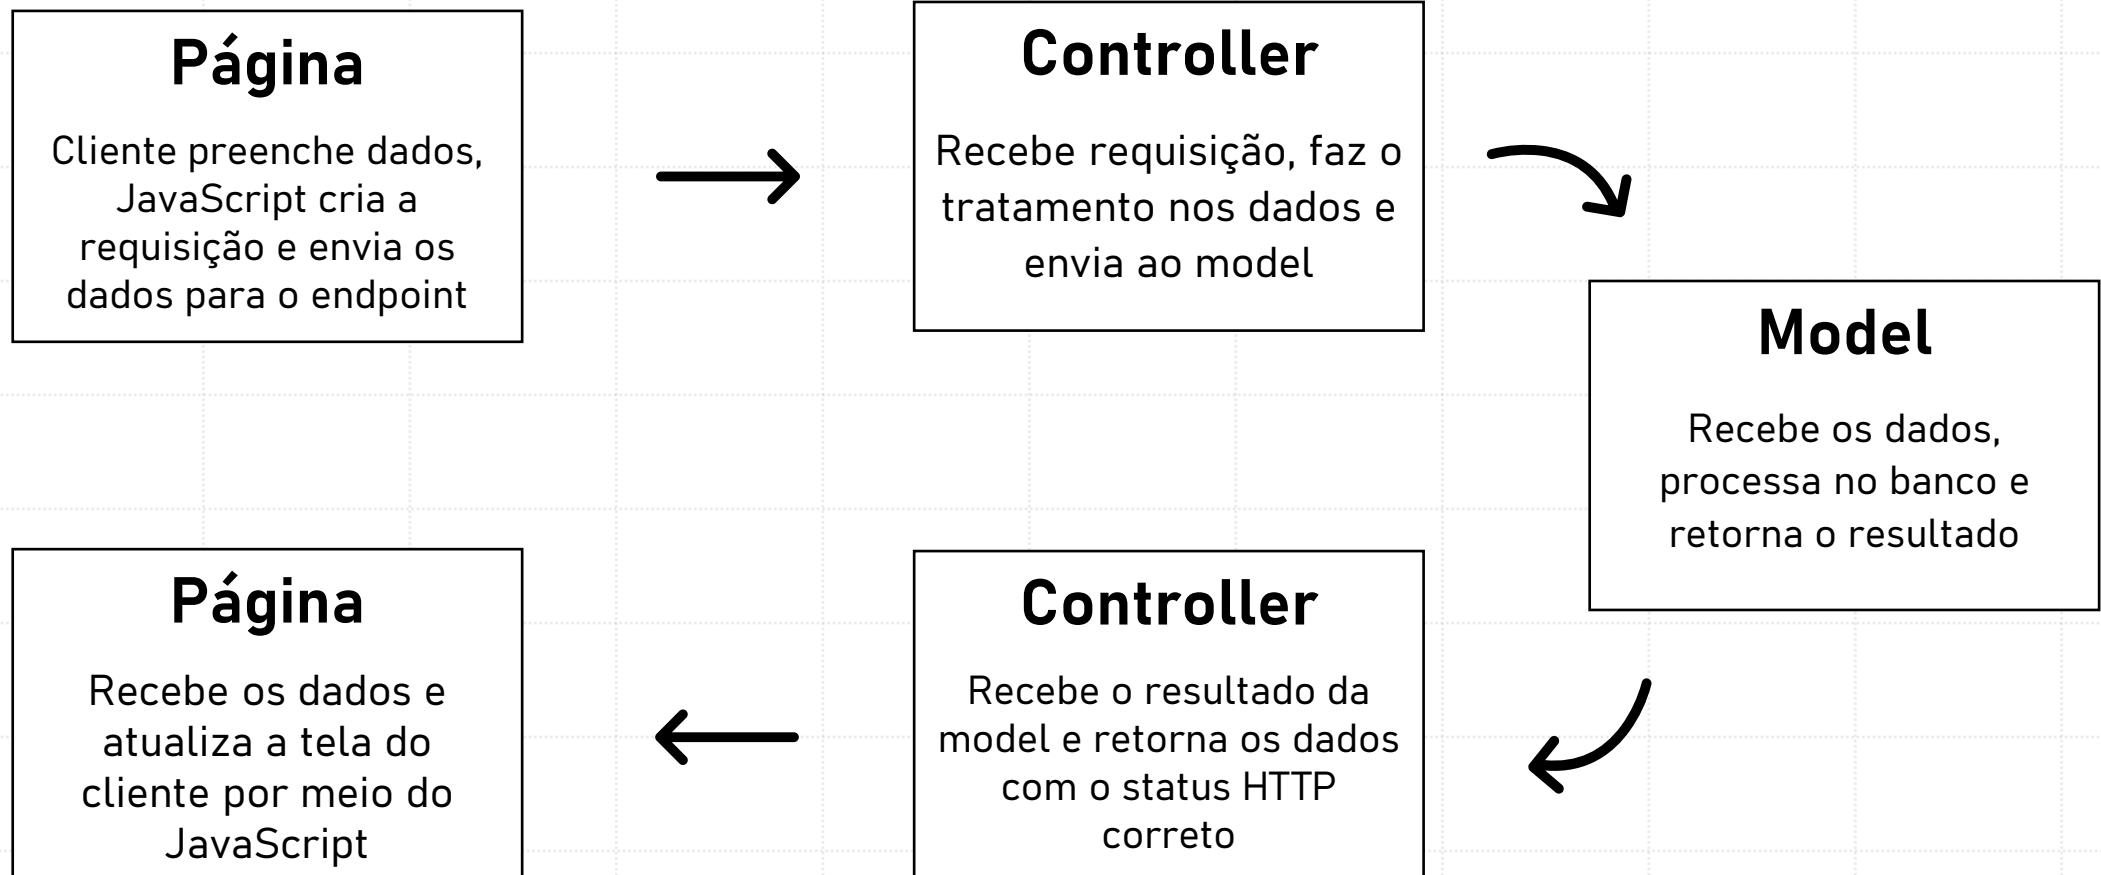 Página
Cliente preenche dados,
JavaScript cria a
requisição e envia os
dados para o endpoint
Controller
Recebe requisição, faz o
tratamento nos dados e
envia ao model
Model
Recebe os dados,
processa no banco e
retorna o resultado
Controller
Recebe o resultado da
model e retorna os dados
com o status HTTP
correto
Página
Recebe os dados e
atualiza a tela do
cliente por meio do
JavaScript